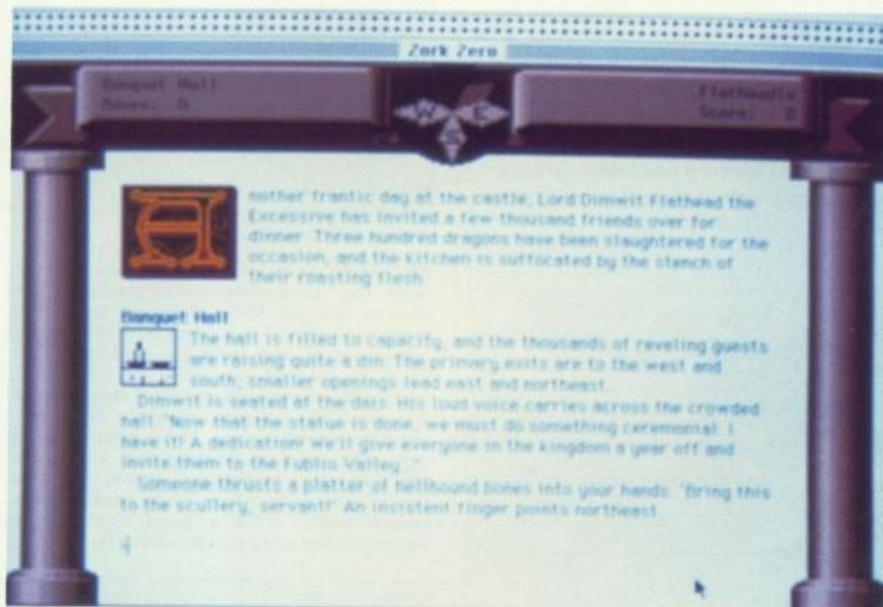 Zork Zero
Banquet Hall
Moves: 0
Flatheadia
Score: 0
W E
S
A
nother frantic day at the castle; Lord Dimwit Flathead the
Excessive has invited a few thousand friends over for
dinner. Three hundred dragons have been slaughtered for the
occasion, and the kitchen is suffocated by the stench of
their roasting flesh.
Banquet Hall
The hall is filled to capacity, and the thousands of reveling guests
are raising quite a din. The primary exits are to the west and
south; smaller openings lead east and northeast.
Dimwit is seated at the dais. His loud voice carries across the crowded
hall. "Now that the statue is done, we must do something ceremonial. I
have it! A dedication! We'll give everyone in the kingdom a year off and
invite them to the Fublio Valley..."
Someone thrusts a platter of hellhound bones into your hands. "Bring this
to the scullery, servant!" An insistent finger points northeast.